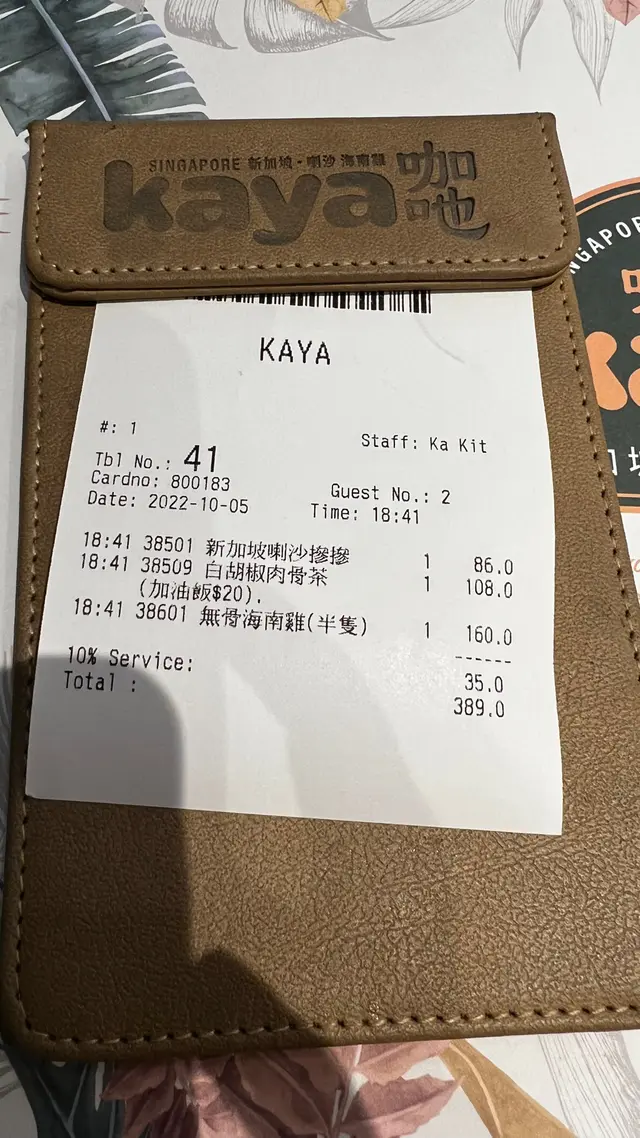 SINGAPORE 新加坡·喇沙 海南雞
kaya 咖吔
KAYA
#: 1 Staff: Ka Kit
Tbl No.: 41
Cardno: 800183 Guest No.: 2
Date: 2022-10-05 Time: 18:41
18:41 38501 新加坡喇沙摻摻 1 86.0
18:41 38509 白胡椒肉骨茶 1 108.0
(加油飯$20).
18:41 38601 無骨海南雞(半隻) 1 160.0
------
10% Service: 35.0
Total : 389.0